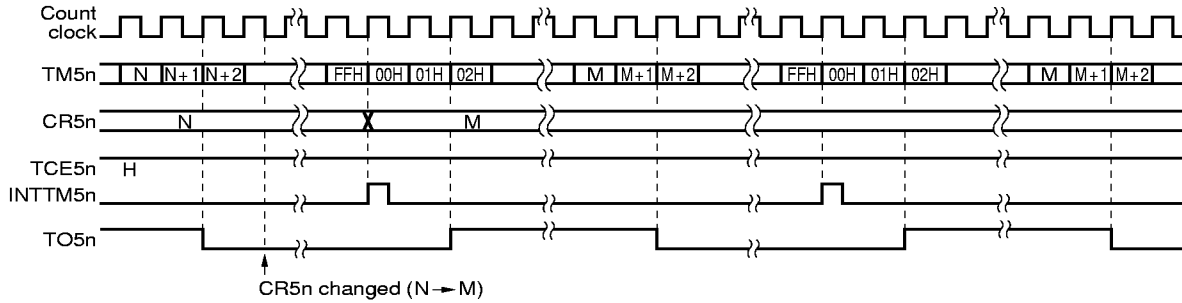 Count
clock
TM5n N N+1 N+2 FFH 00H 01H 02H M M+1 M+2 FFH 00H 01H 02H M M+1 M+2
CR5n N M
TCE5n
H
INTTM5n
TO5n
CR5n changed (N→M)